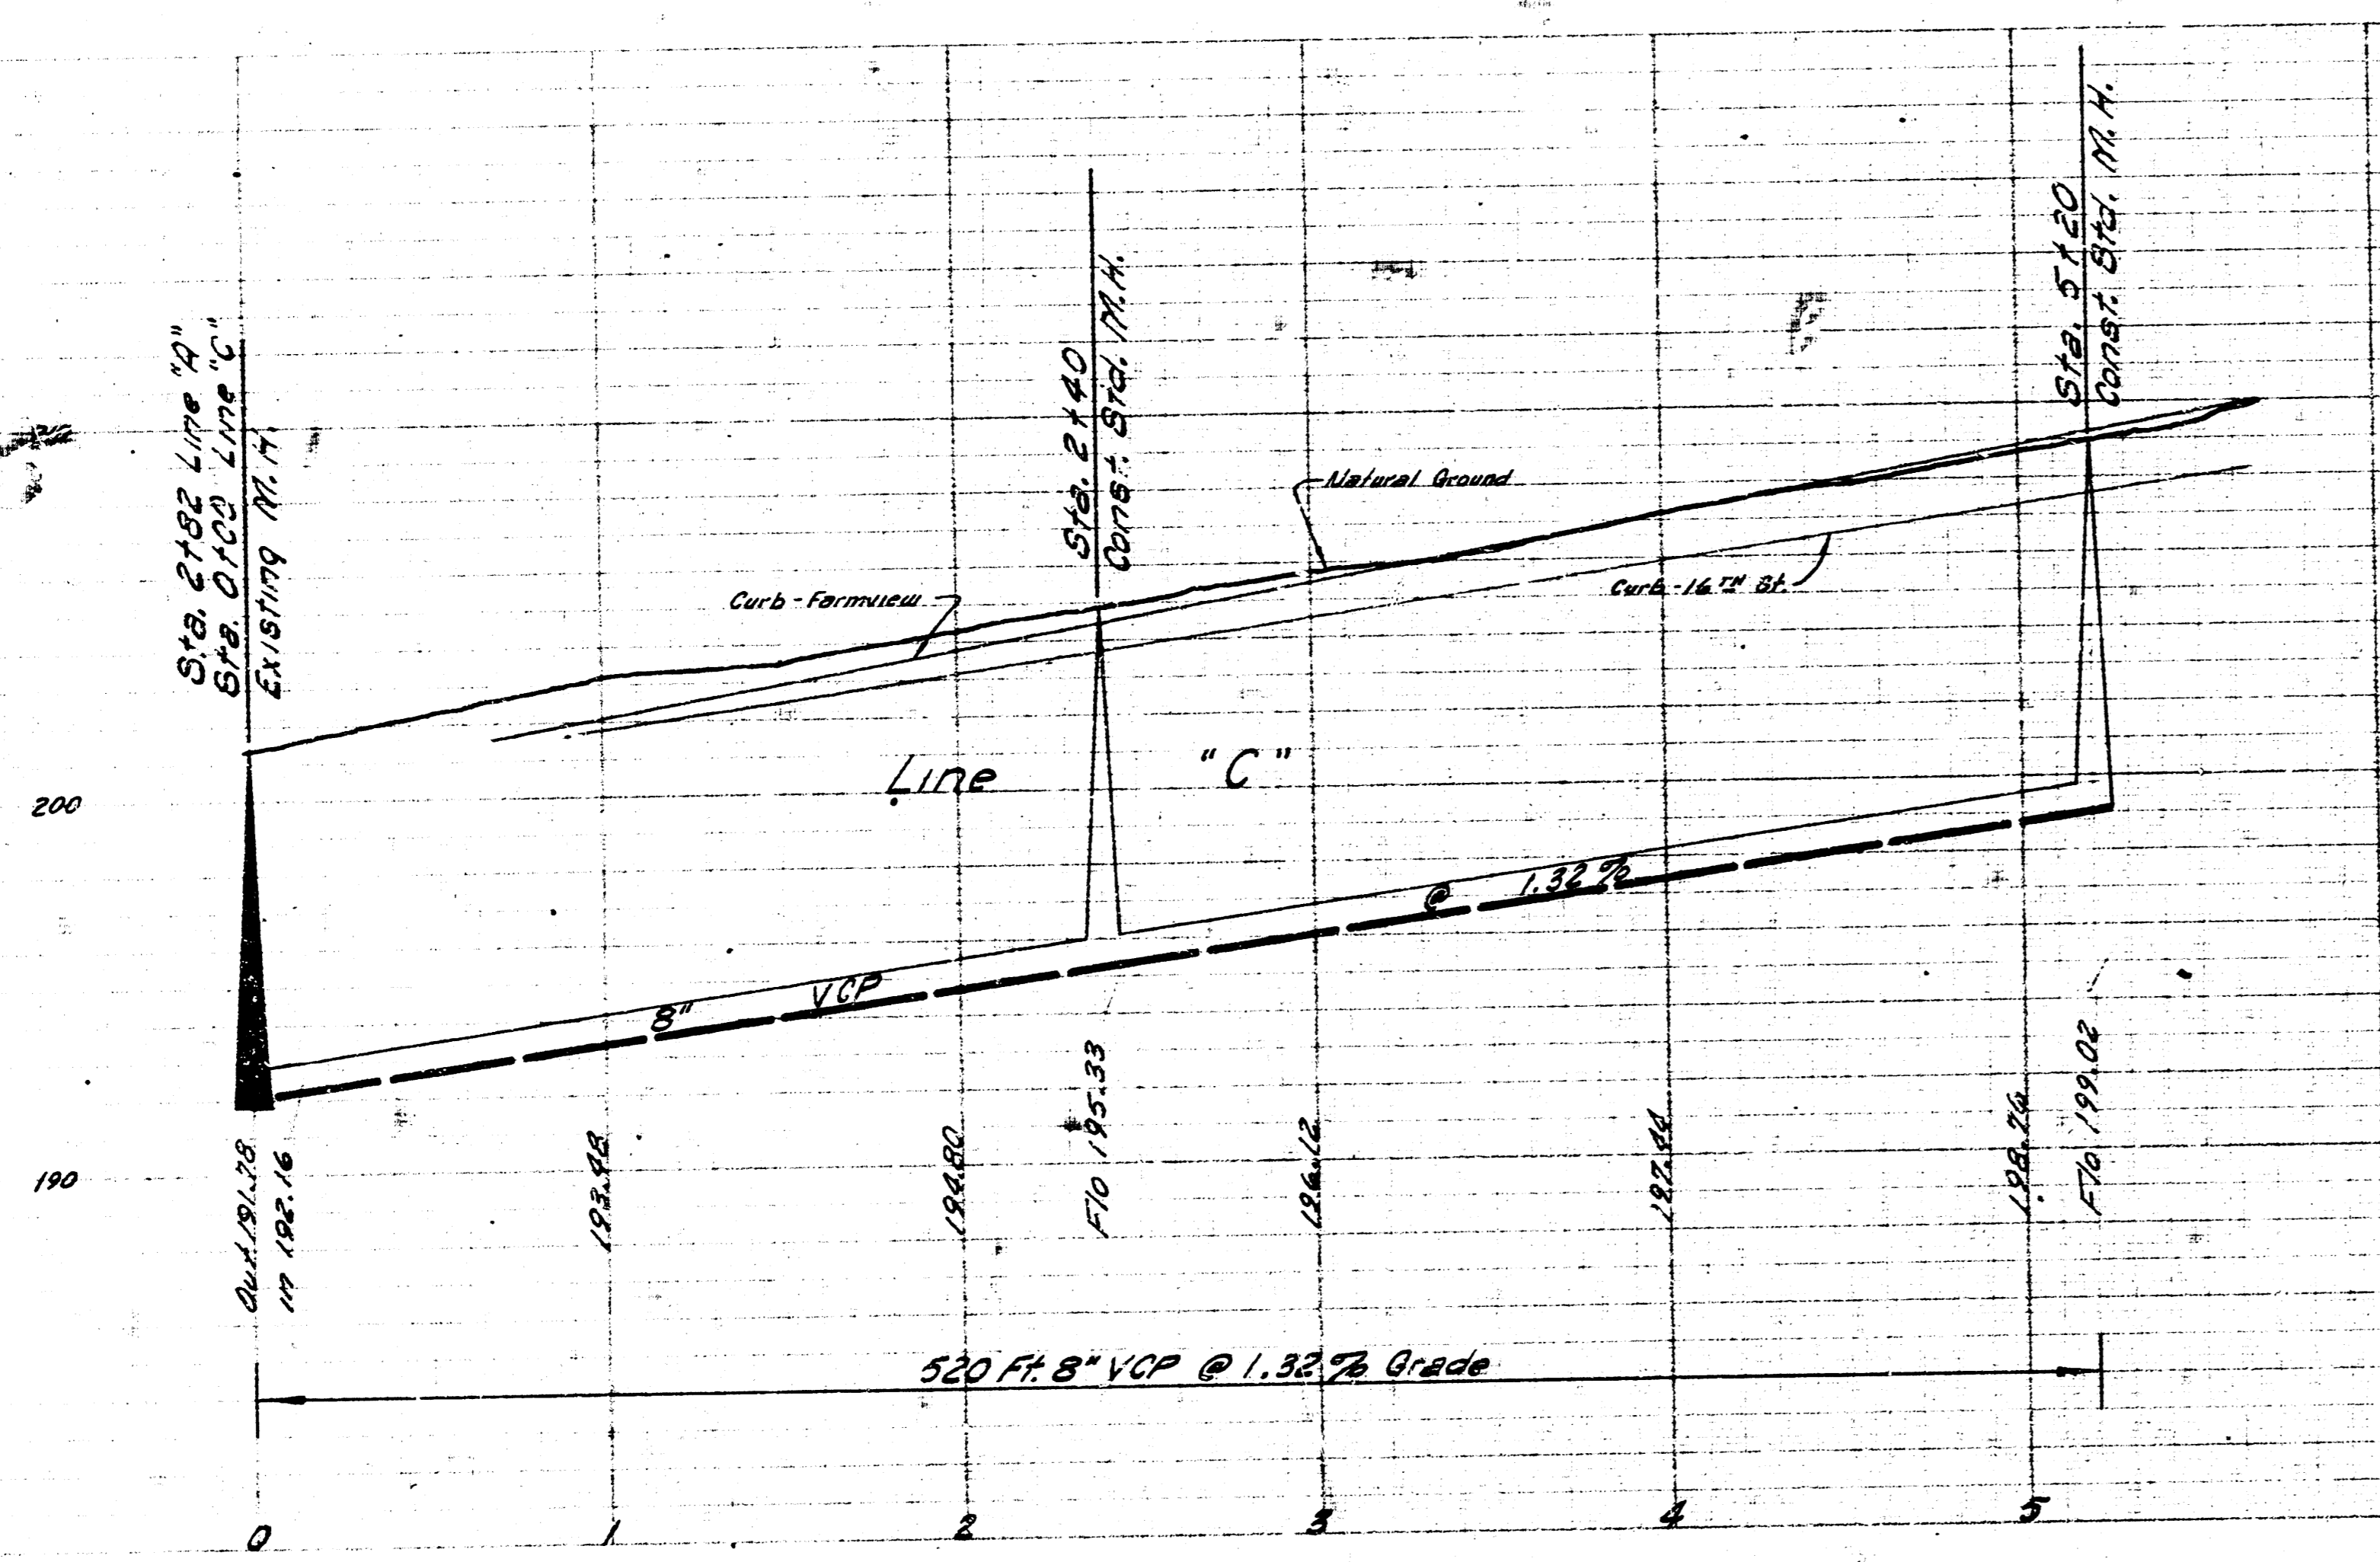 Sta. 2+82 Line "A"
Sta. 0+00 Line "C"
Existing M.H.
Sta. 2+40
Const. Std. M.H.
Sta. 5+20
Const. Std. M.H.
Natural Ground
Curb - Farmview
Curb - 16TH St.
Line "C"
200
@ 1.32 %
8" VCP
190
Out 191.78
In 192.16
193.48
194.80
Flo 195.33
196.12
197.44
198.76
Flo 199.02
520 Ft. 8" VCP @ 1.32 % Grade
0 1 2 3 4 5